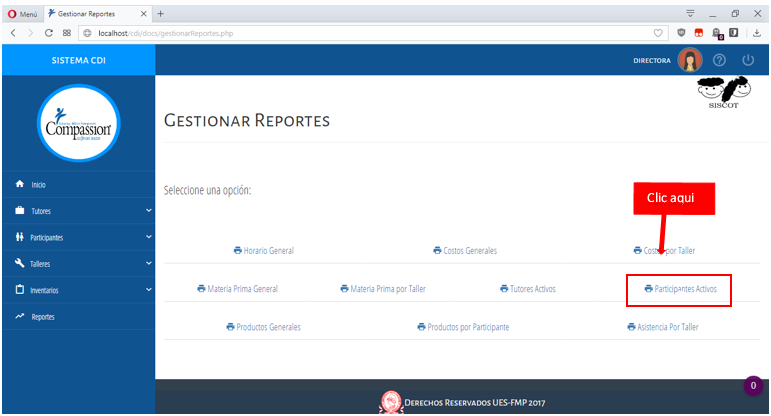 Menú Gestionar Reportes
localhost/cdi/docs/gestionarReportes.php
SISTEMA CDI
DIRECTORA
SISCOT
Compassion
GESTIONAR REPORTES
Inicio
Seleccione una opción:
Clic aqui
Tutores
Participantes
Horario General Costos Generales Costos por Taller
Talleres
Inventarios
Materia Prima General Materia Prima por Taller Tutores Activos Participantes Activos
Reportes
Productos Generales Productos por Participante Asistencia Por Taller
0
DERECHOS RESERVADOS UES-FMP 2017